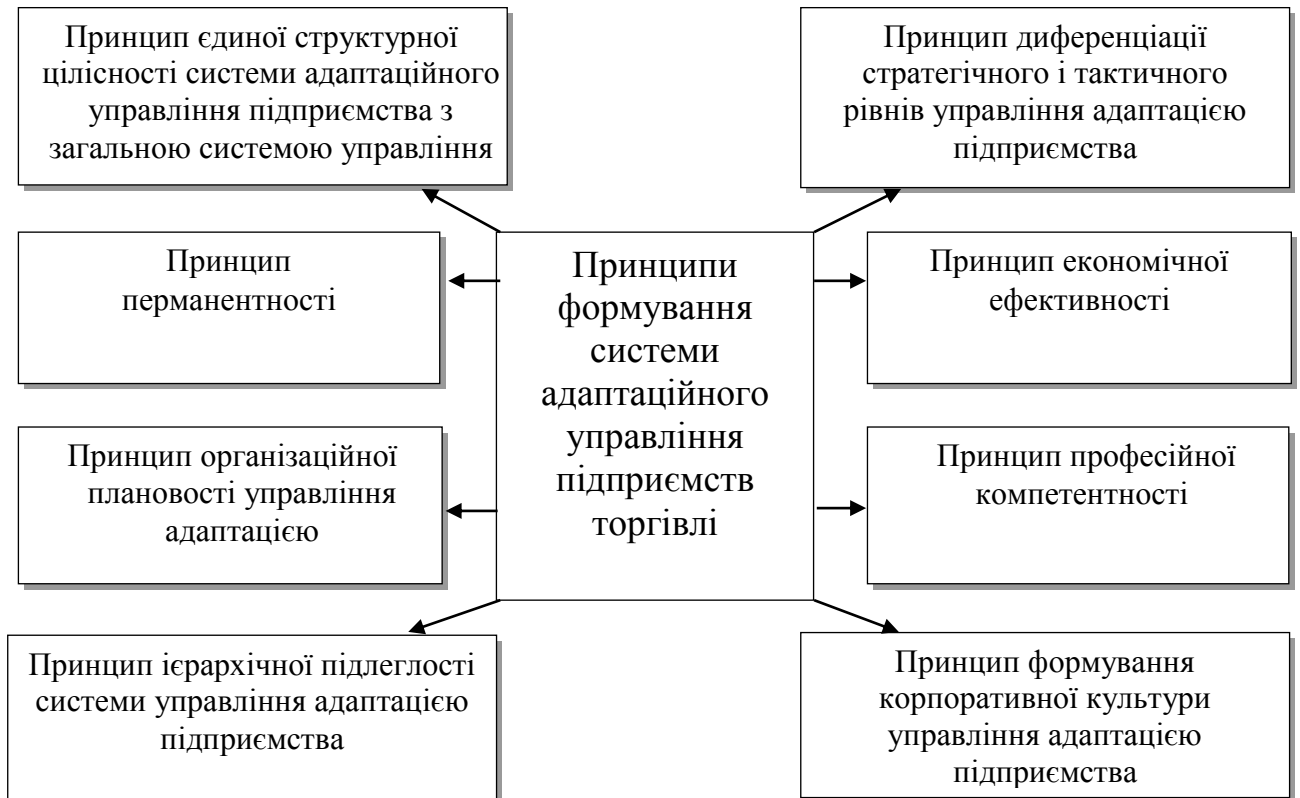 Принцип єдиної структурної
цілісності системи адаптаційного
управління підприємства з
загальною системою управління
Принцип диференціації
стратегічного і тактичного
рівнів управління адаптацією
підприємства
Принцип
перманентності
Принципи
формування
системи
адаптаційного
управління
підприємств
торгівлі
Принцип економічної
ефективності
Принцип організаційної
плановості управління
адаптацією
Принцип професійної
компетентності
Принцип ієрархічної підлеглості
системи управління адаптацією
підприємства
Принцип формування
корпоративної культури
управління адаптацією
підприємства